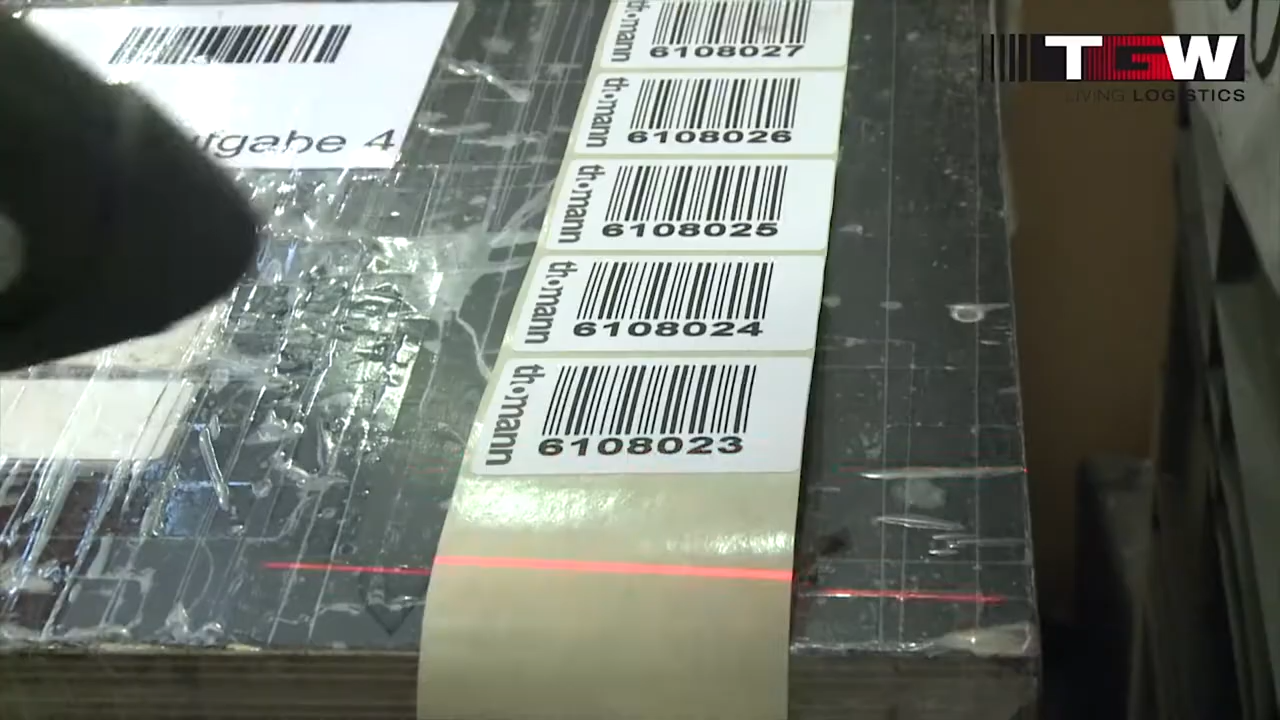 TGW
LIVING LOGISTICS
fgabe 4
th•mann
6108027
th•mann
6108026
th•mann
6108025
th•mann
6108024
th•mann
6108023